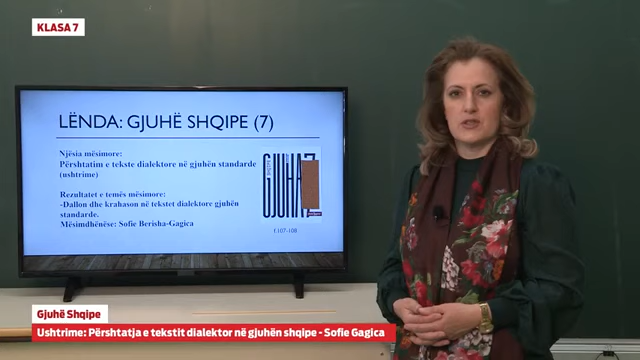 KLASA 7
LËNDA: GJUHË SHQIPE (7)
Njësia mësimore:
Përshtatim e tekste dialektore në gjuhën standarde
(ushtrime)
Rezultatet e temës mësimore:
-Dallon dhe krahason në tekstet dialektore gjuhën
standarde.
Mësimdhënëse: Sofie Berisha-Gagica
GJUHA 7
f.107-108
Gjuhë Shqipe
Ushtrime: Përshtatja e tekstit dialektor në gjuhën shqipe - Sofie Gagica